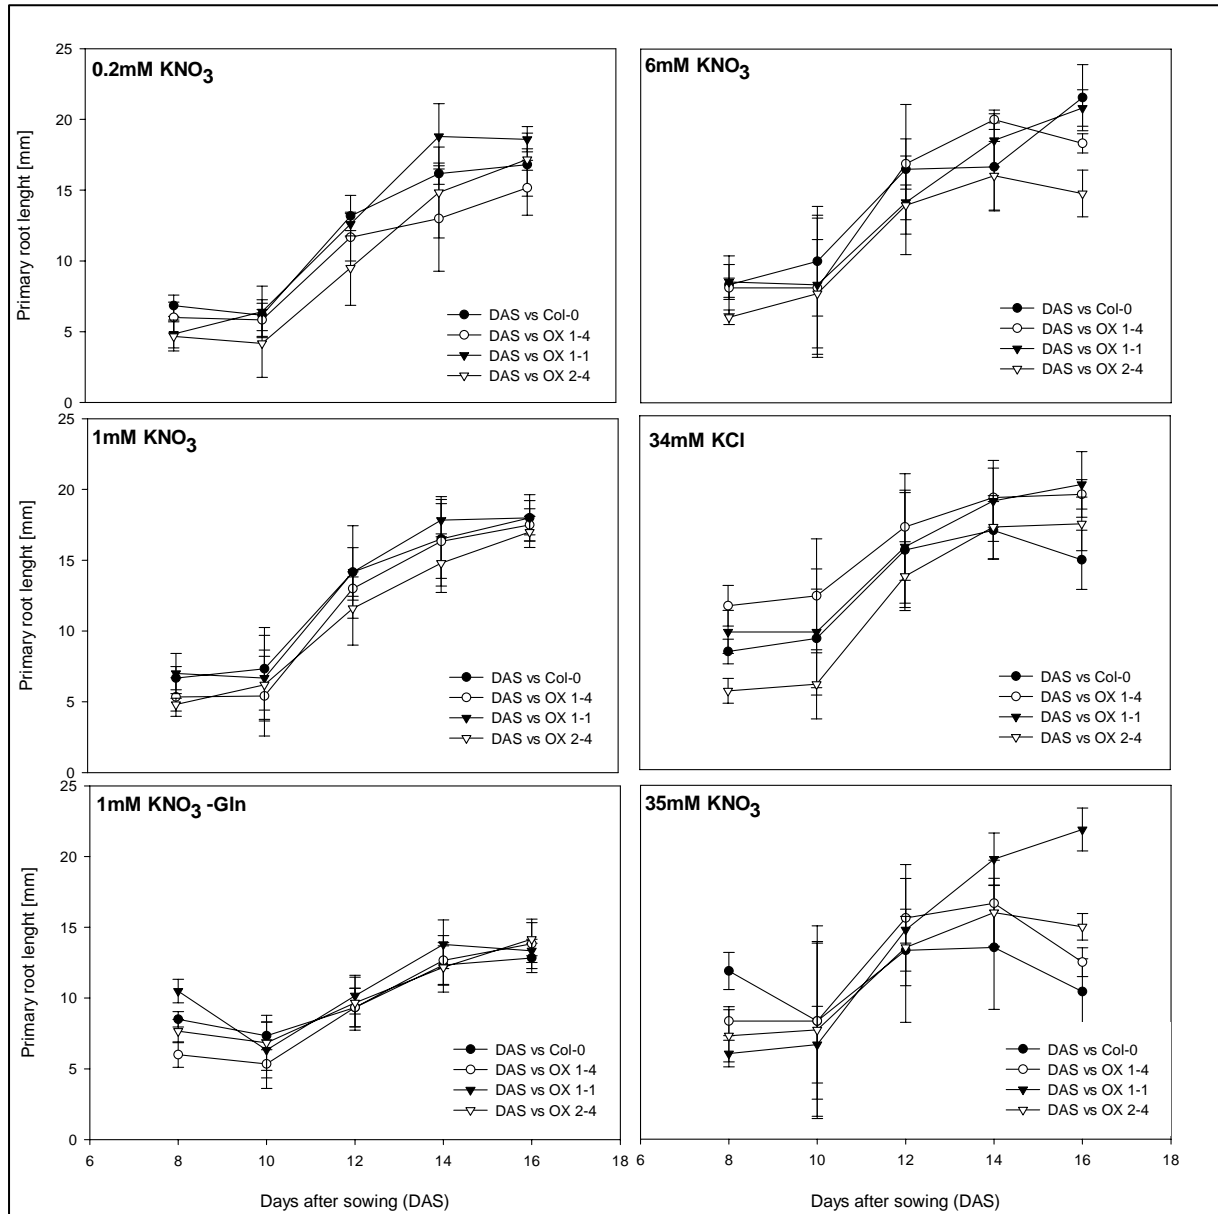 0.2mM KNO3
25
20
15
10
5
0
Primary root lenght [mm]
DAS vs Col-0
DAS vs OX 1-4
DAS vs OX 1-1
DAS vs OX 2-4
6mM KNO3
DAS vs Col-0
DAS vs OX 1-4
DAS vs OX 1-1
DAS vs OX 2-4
1mM KNO3
25
20
15
10
5
0
Primary root lenght [mm]
DAS vs Col-0
DAS vs OX 1-4
DAS vs OX 1-1
DAS vs OX 2-4
34mM KCl
DAS vs Col-0
DAS vs OX 1-4
DAS vs OX 1-1
DAS vs OX 2-4
1mM KNO3 -Gln
25
20
15
10
5
0
Primary root lenght [mm]
DAS vs Col-0
DAS vs OX 1-4
DAS vs OX 1-1
DAS vs OX 2-4
6 8 10 12 14 16 18
Days after sowing (DAS)
35mM KNO3
DAS vs Col-0
DAS vs OX 1-4
DAS vs OX 1-1
DAS vs OX 2-4
6 8 10 12 14 16 18
Days after sowing (DAS)